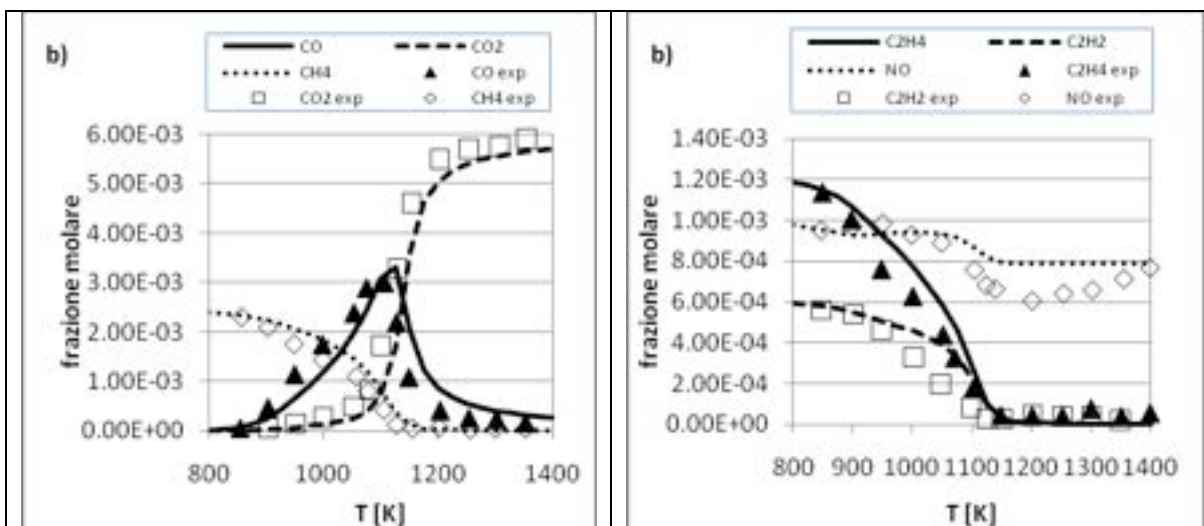 b)
CO CO2
CH4 CO exp
CO2 exp CH4 exp
6.00E-03
5.00E-03
4.00E-03
3.00E-03
2.00E-03
1.00E-03
0.00E+00
frazione molare
800 1000 1200 1400
T [K]
b)
C2H4 C2H2
NO C2H4 exp
C2H2 exp NO exp
1.40E-03
1.20E-03
1.00E-03
8.00E-04
6.00E-04
4.00E-04
2.00E-04
0.00E+00
frazione molare
800 900 1000 1100 1200 1300 1400
T [K]